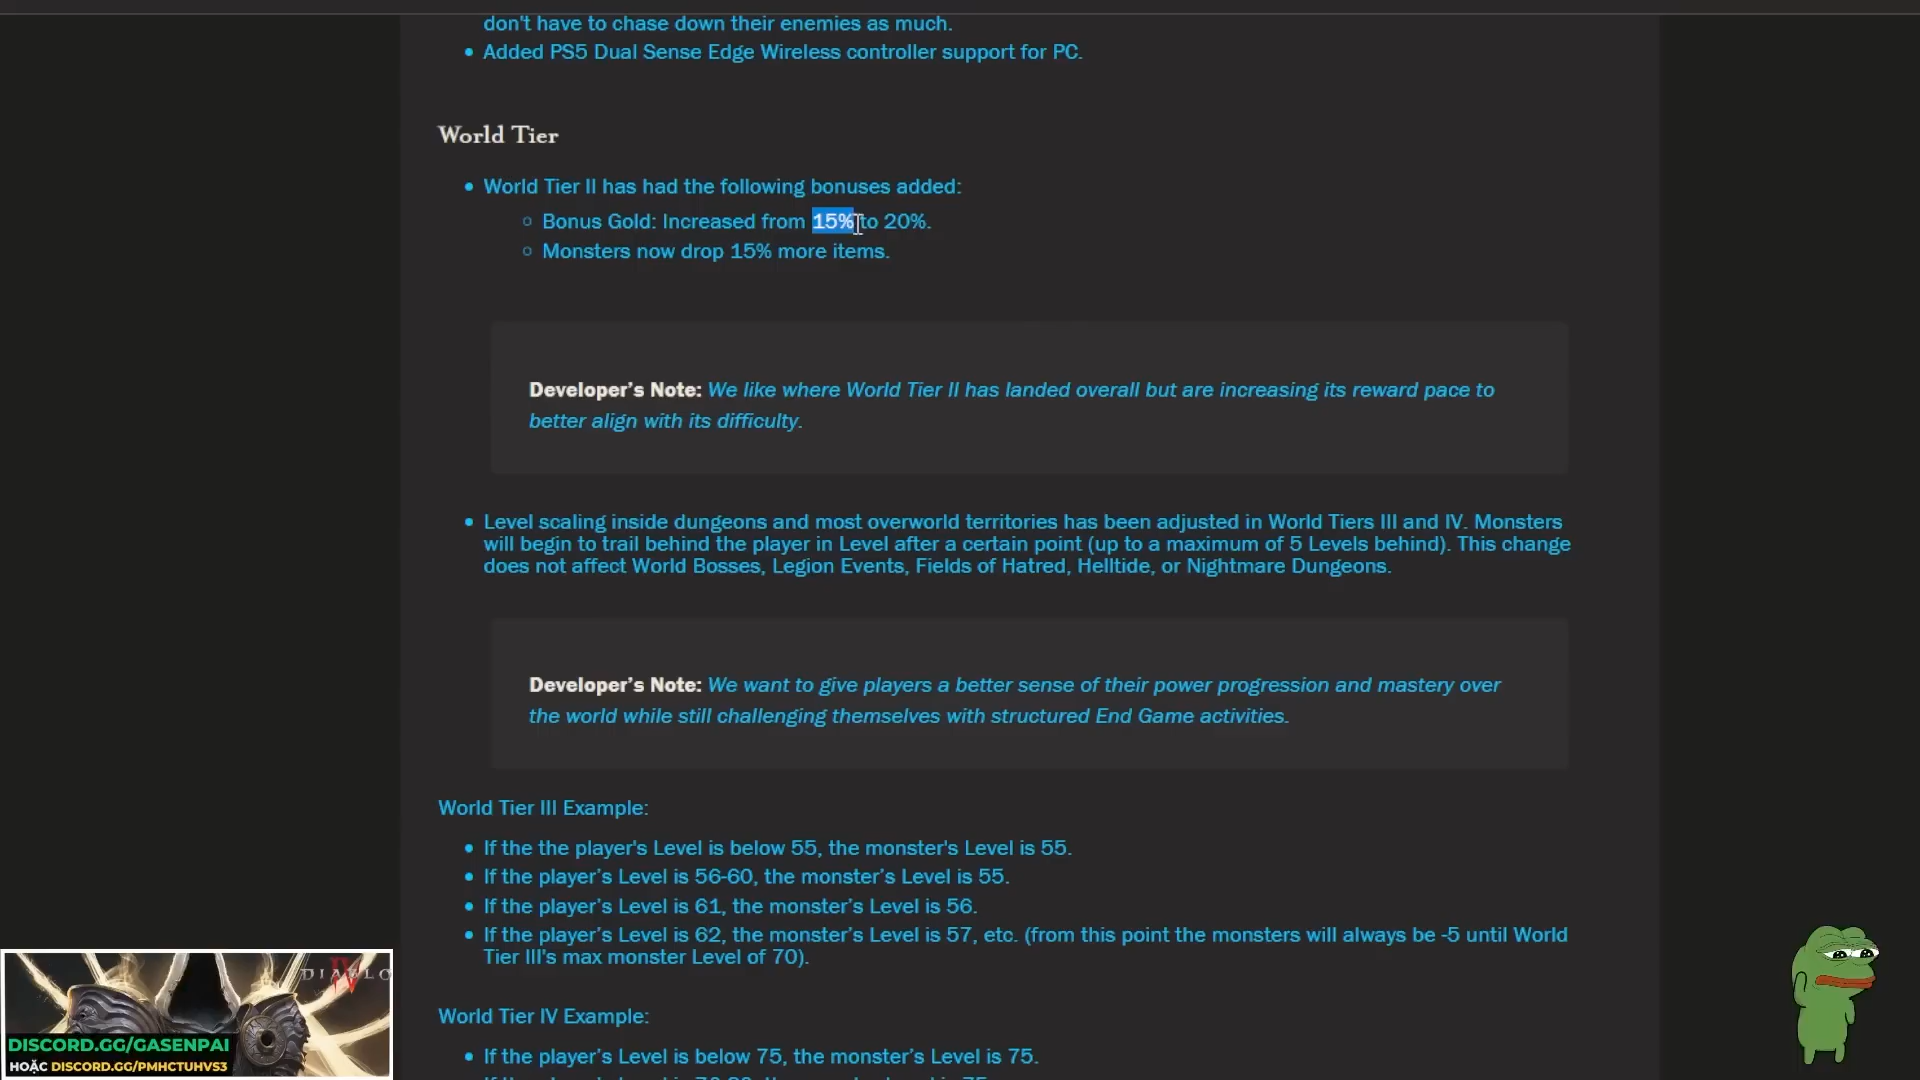 don't have to chase down their enemies as much.
Added PS5 Dual Sense Edge Wireless controller support for PC.
World Tier
World Tier II has had the following bonuses added:
Bonus Gold: Increased from 15% to 20%.
Monsters now drop 15% more items.
Developer’s Note: We like where World Tier II has landed overall but are increasing its reward pace to
better align with its difficulty.
Level scaling inside dungeons and most overworld territories has been adjusted in World Tiers III and IV. Monsters
will begin to trail behind the player in Level after a certain point (up to a maximum of 5 Levels behind). This change
does not affect World Bosses, Legion Events, Fields of Hatred, Helltide, or Nightmare Dungeons.
Developer’s Note: We want to give players a better sense of their power progression and mastery over
the world while still challenging themselves with structured End Game activities.
World Tier III Example:
If the the player's Level is below 55, the monster's Level is 55.
If the player’s Level is 56-60, the monster’s Level is 55.
If the player’s Level is 61, the monster’s Level is 56.
If the player’s Level is 62, the monster’s Level is 57, etc. (from this point the monsters will always be -5 until World
Tier III’s max monster Level of 70).
World Tier IV Example:
If the player’s Level is below 75, the monster’s Level is 75.
DIABLO
IV
DISCORD.GG/GASENPAI
HOẶC DISCORD.GG/PMHCTUHVS3